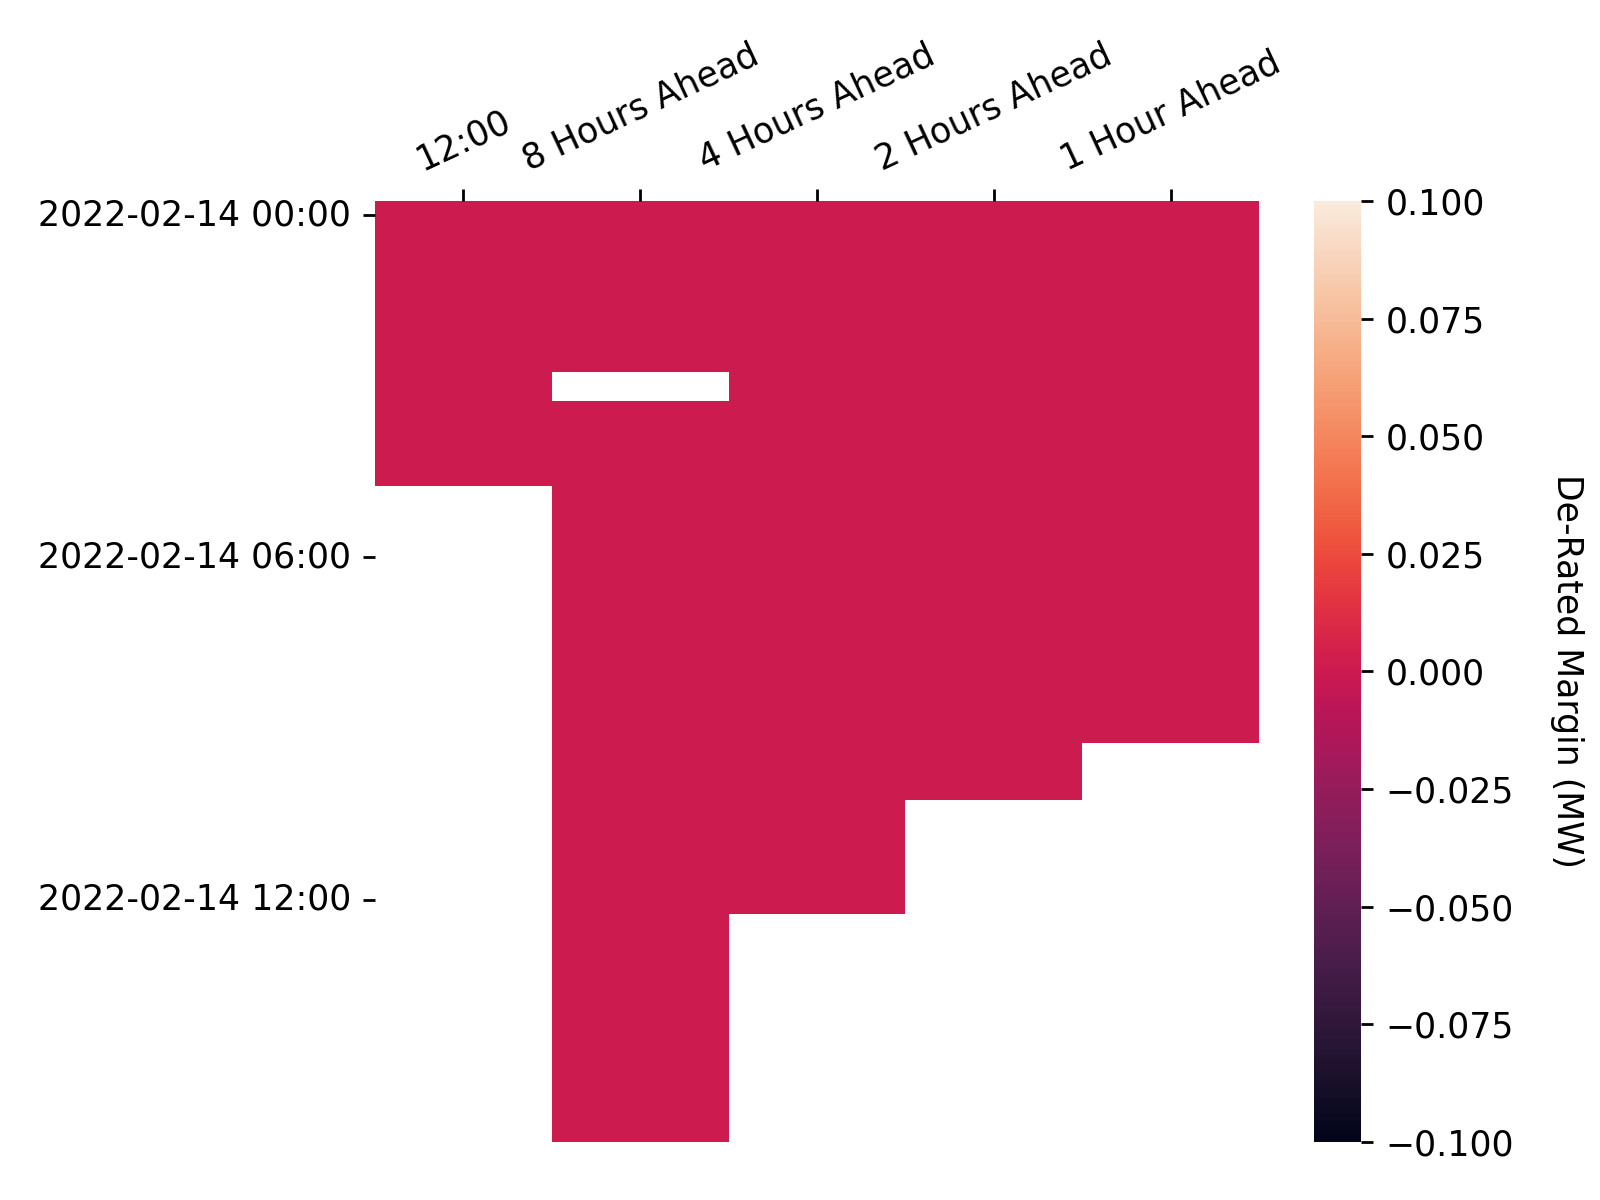 12:00
8 Hours Ahead
4 Hours Ahead
2 Hours Ahead
1 Hour Ahead
2022-02-14 00:00
2022-02-14 06:00
2022-02-14 12:00
0.100
0.075
0.050
0.025
0.000
−0.025
−0.050
−0.075
−0.100
De-Rated Margin (MW)